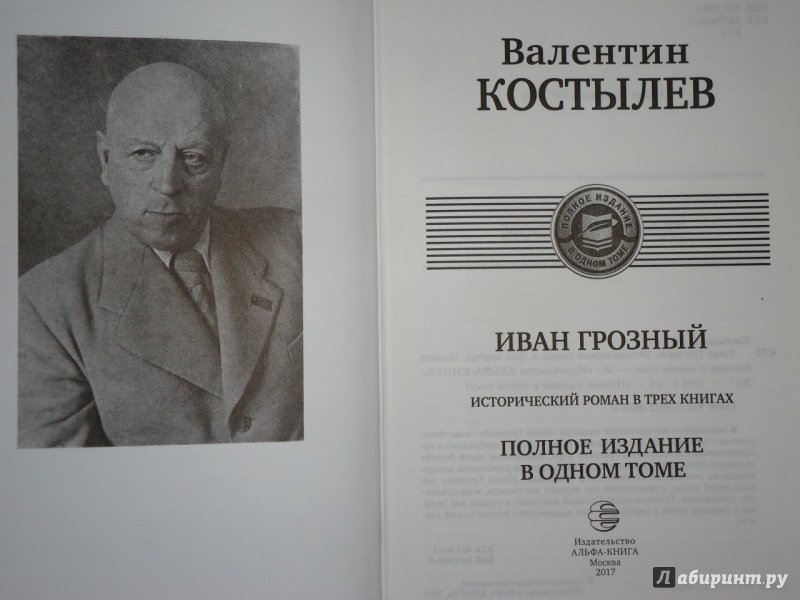 Валентин
КОСТЫЛЕВ
ПОЛНОЕ ИЗДАНИЕ
В ОДНОМ ТОМЕ
ИВАН ГРОЗНЫЙ
ИСТОРИЧЕСКИЙ РОМАН В ТРЕХ КНИГАХ
ПОЛНОЕ ИЗДАНИЕ
В ОДНОМ ТОМЕ
Издательство
АЛЬФА-КНИГА
Москва
2017
Лабиринт.ру